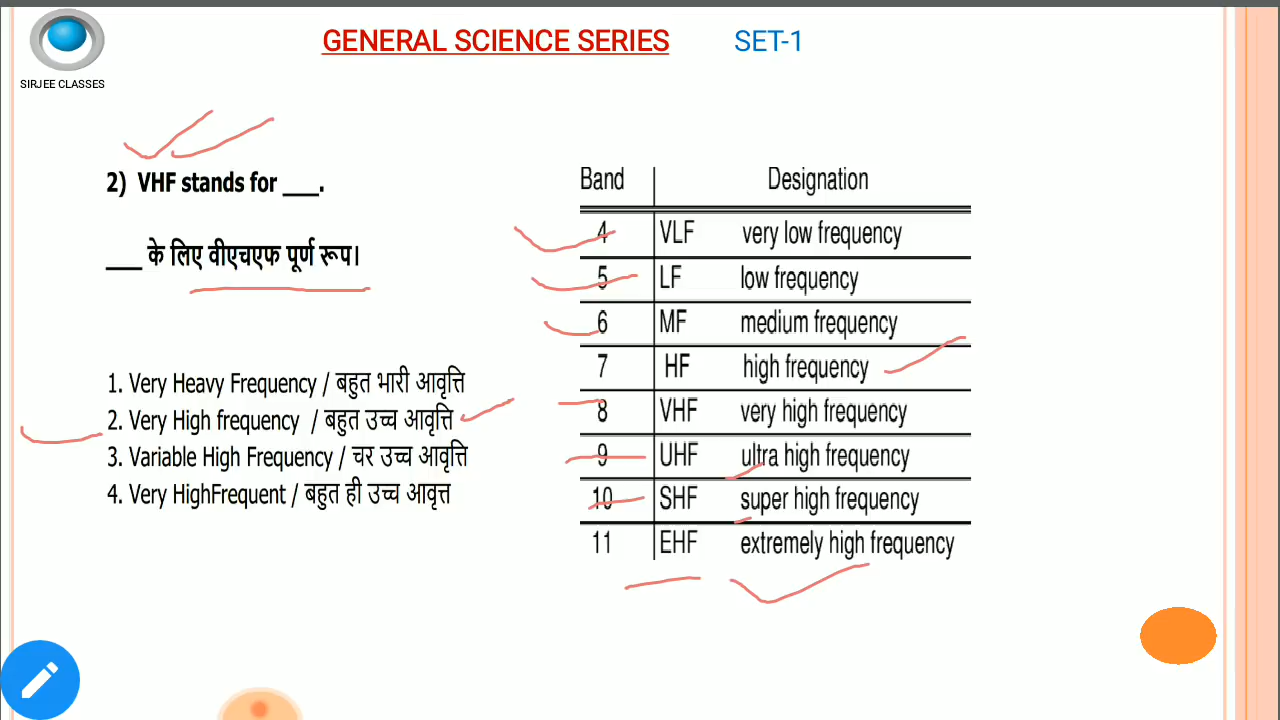 GENERAL SCIENCE SERIES SET-1
SIRJEE CLASSES
2) VHF stands for ___.
___ के लिए वीएचएफ पूर्ण रूप।
1. Very Heavy Frequency / बहुत भारी आवृत्ति
2. Very High frequency / बहुत उच्च आवृत्ति
3. Variable High Frequency / चर उच्च आवृत्ति
4. Very HighFrequent / बहुत ही उच्च आवृत्त
Band Designation
4 VLF very low frequency
5 LF low frequency
6 MF medium frequency
7 HF high frequency
8 VHF very high frequency
9 UHF ultra high frequency
10 SHF super high frequency
11 EHF extremely high frequency